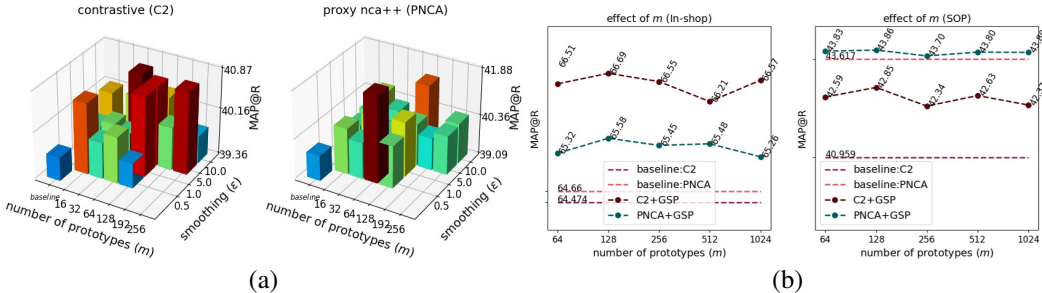 contrastive (C2)
40.87
40.16
39.36
MAP@R
baseline
16
32
64
128
192
256
number of prototypes (m)
0.5
1.0
5.0
10.0
smoothing (ε)
proxy nca++ (PNCA)
41.88
40.36
39.09
MAP@R
baseline
16
32
64
128
192
256
number of prototypes (m)
0.5
1.0
5.0
10.0
smoothing (ε)
(a)
effect of m (In-shop)
MAP@R
66.51
66.69
66.55
66.21
66.57
65.32
65.58
65.45
65.48
65.26
64.66
64.474
baseline:C2
baseline:PNCA
C2+GSP
PNCA+GSP
64
128
256
512
1024
number of prototypes (m)
effect of m (SOP)
MAP@R
43.83
43.86
43.70
43.80
43.617
42.59
42.85
42.34
42.63
40.959
baseline:C2
baseline:PNCA
C2+GSP
PNCA+GSP
64
128
256
512
1024
number of prototypes (m)
(b)